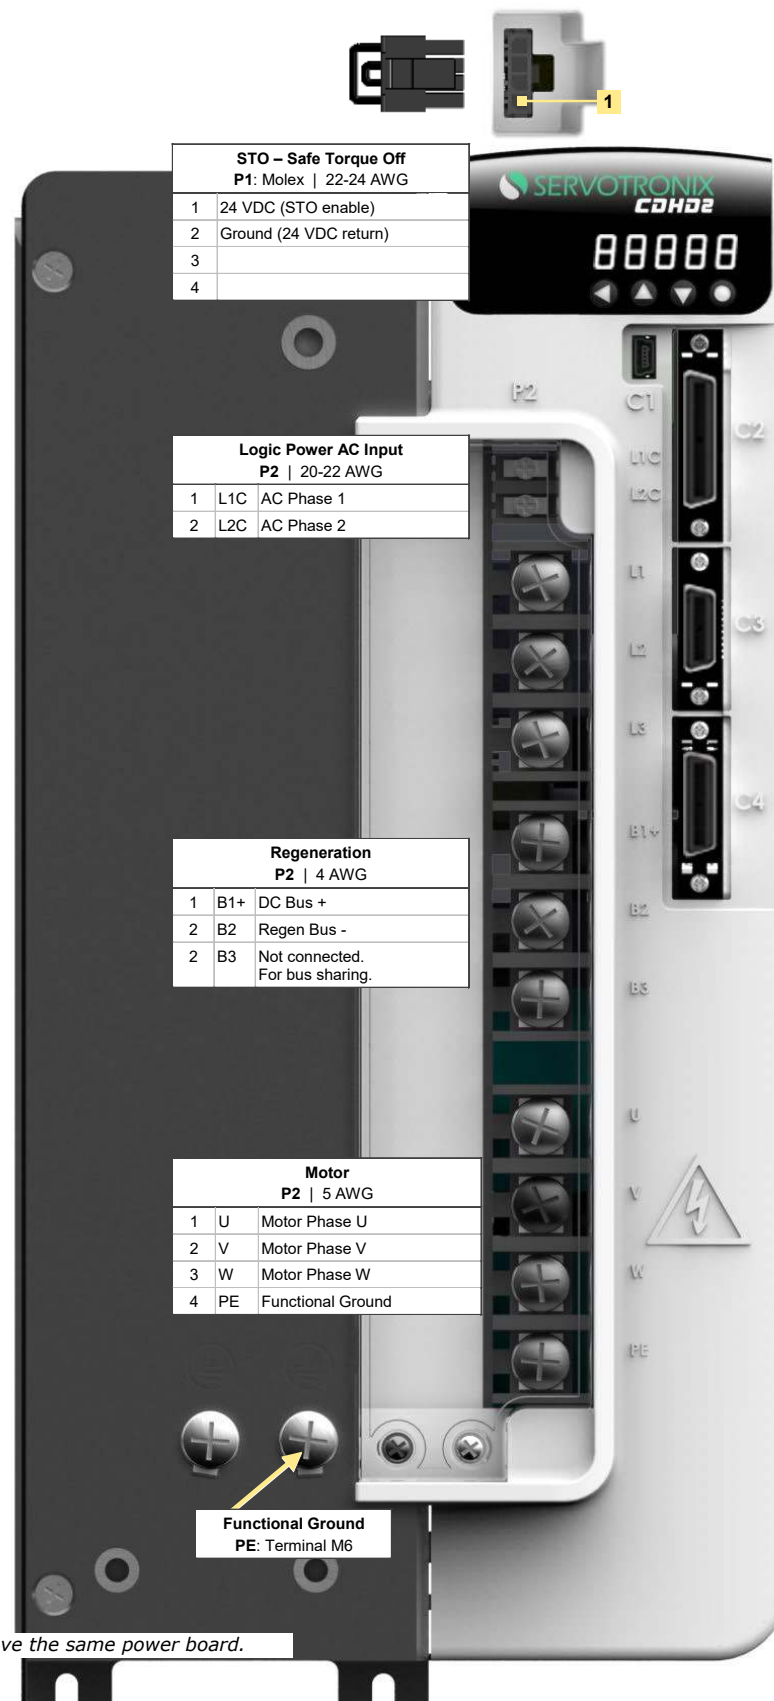 1
STO – Safe Torque Off
P1: Molex | 22-24 AWG
1 24 VDC (STO enable)
2 Ground (24 VDC return)
3
4
SERVOTRONIX
CDHD2
88888
P2
C1
C2
L1C
L2C
Logic Power AC Input
P2 | 20-22 AWG
1 L1C AC Phase 1
2 L2C AC Phase 2
L1
C3
L2
L3
C4
B1+
Regeneration
P2 | 4 AWG
1 B1+ DC Bus +
2 B2 Regen Bus -
2 B3 Not connected.
For bus sharing.
B2
B3
U
Motor
P2 | 5 AWG
1 U Motor Phase U
2 V Motor Phase V
3 W Motor Phase W
4 PE Functional Ground
V
W
PE
Functional Ground
PE: Terminal M6
ve the same power board.